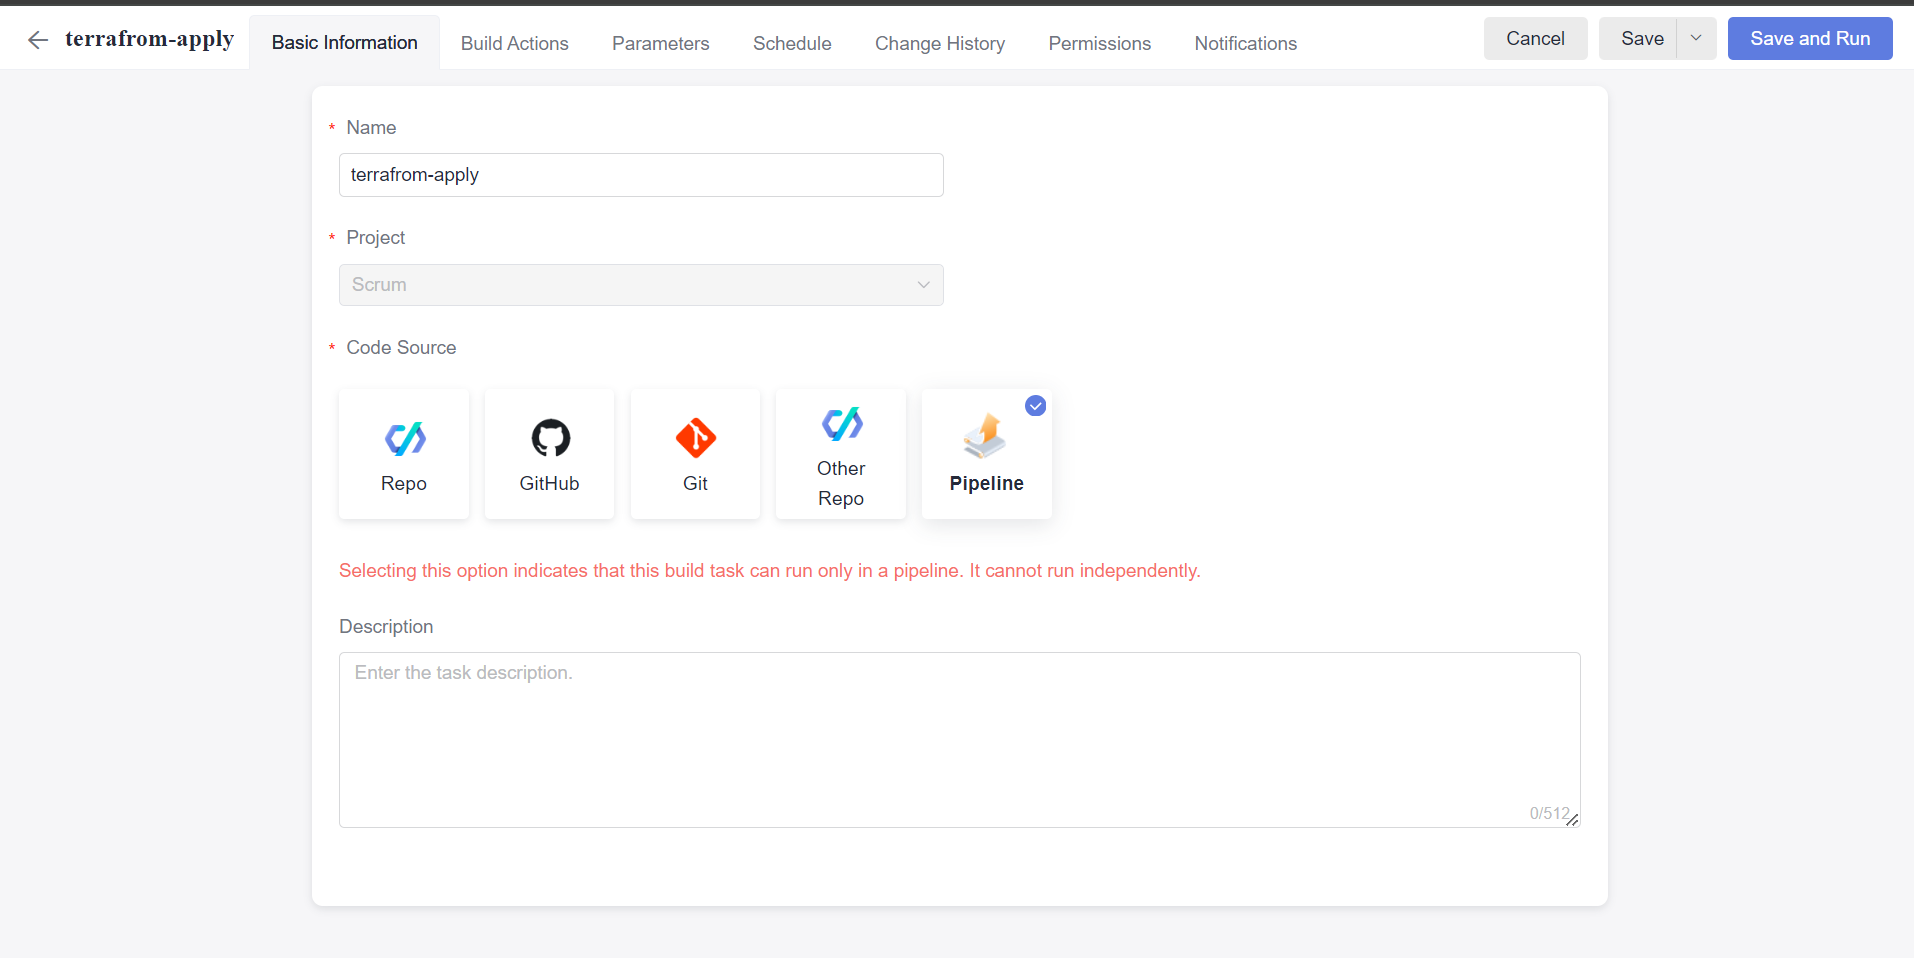 terrafrom-apply
Basic Information
Build Actions
Parameters
Schedule
Change History
Permissions
Notifications
Cancel
Save
Save and Run
* Name
terrafrom-apply
* Project
Scrum
* Code Source
Repo
GitHub
Git
Other
Repo
Pipeline
Selecting this option indicates that this build task can run only in a pipeline. It cannot run independently.
Description
Enter the task description.
0/512